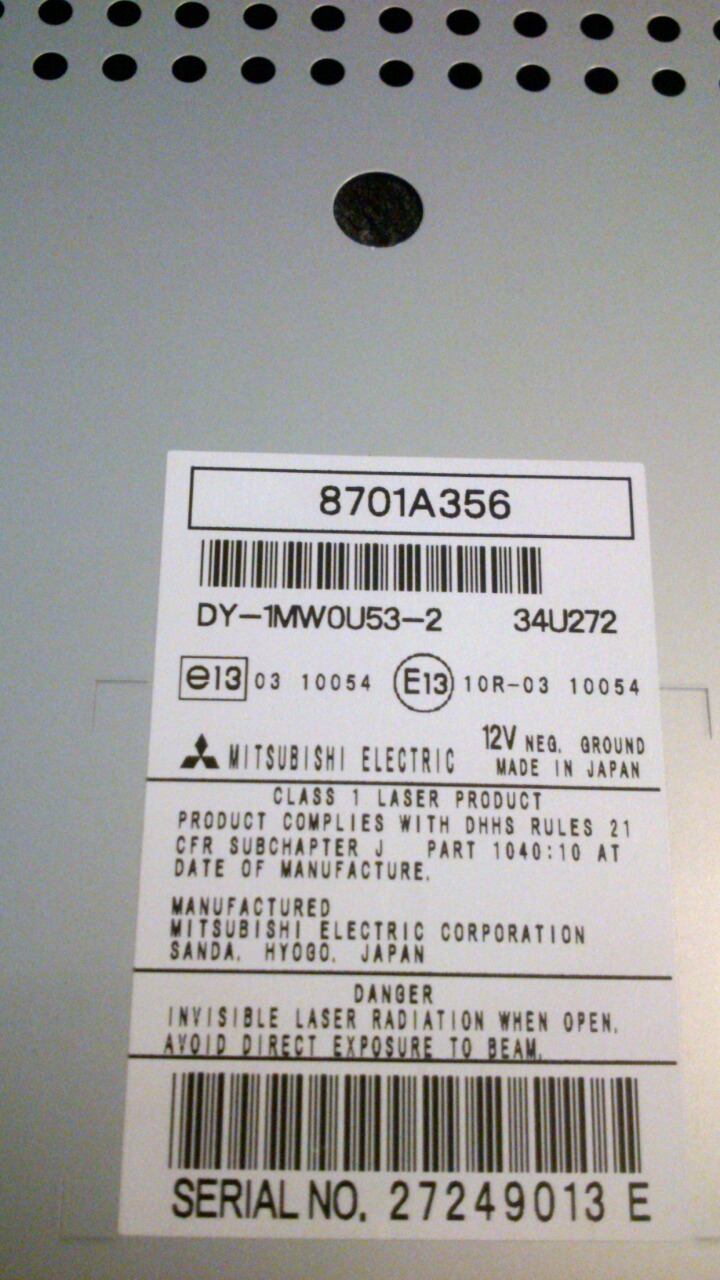 8701A356
DY-1MW0U53-2 34U272
e13 03 10054 E13 10R-03 10054
MITSUBISHI ELECTRIC 12V NEG. GROUND
MADE IN JAPAN
CLASS 1 LASER PRODUCT
PRODUCT COMPLIES WITH DHHS RULES 21
CFR SUBCHAPTER J PART 1040:10 AT
DATE OF MANUFACTURE.
MANUFACTURED
MITSUBISHI ELECTRIC CORPORATION
SANDA. HYOGO. JAPAN
DANGER
INVISIBLE LASER RADIATION WHEN OPEN.
AVOID DIRECT EXPOSURE TO BEAM.
SERIAL NO. 27249013 E